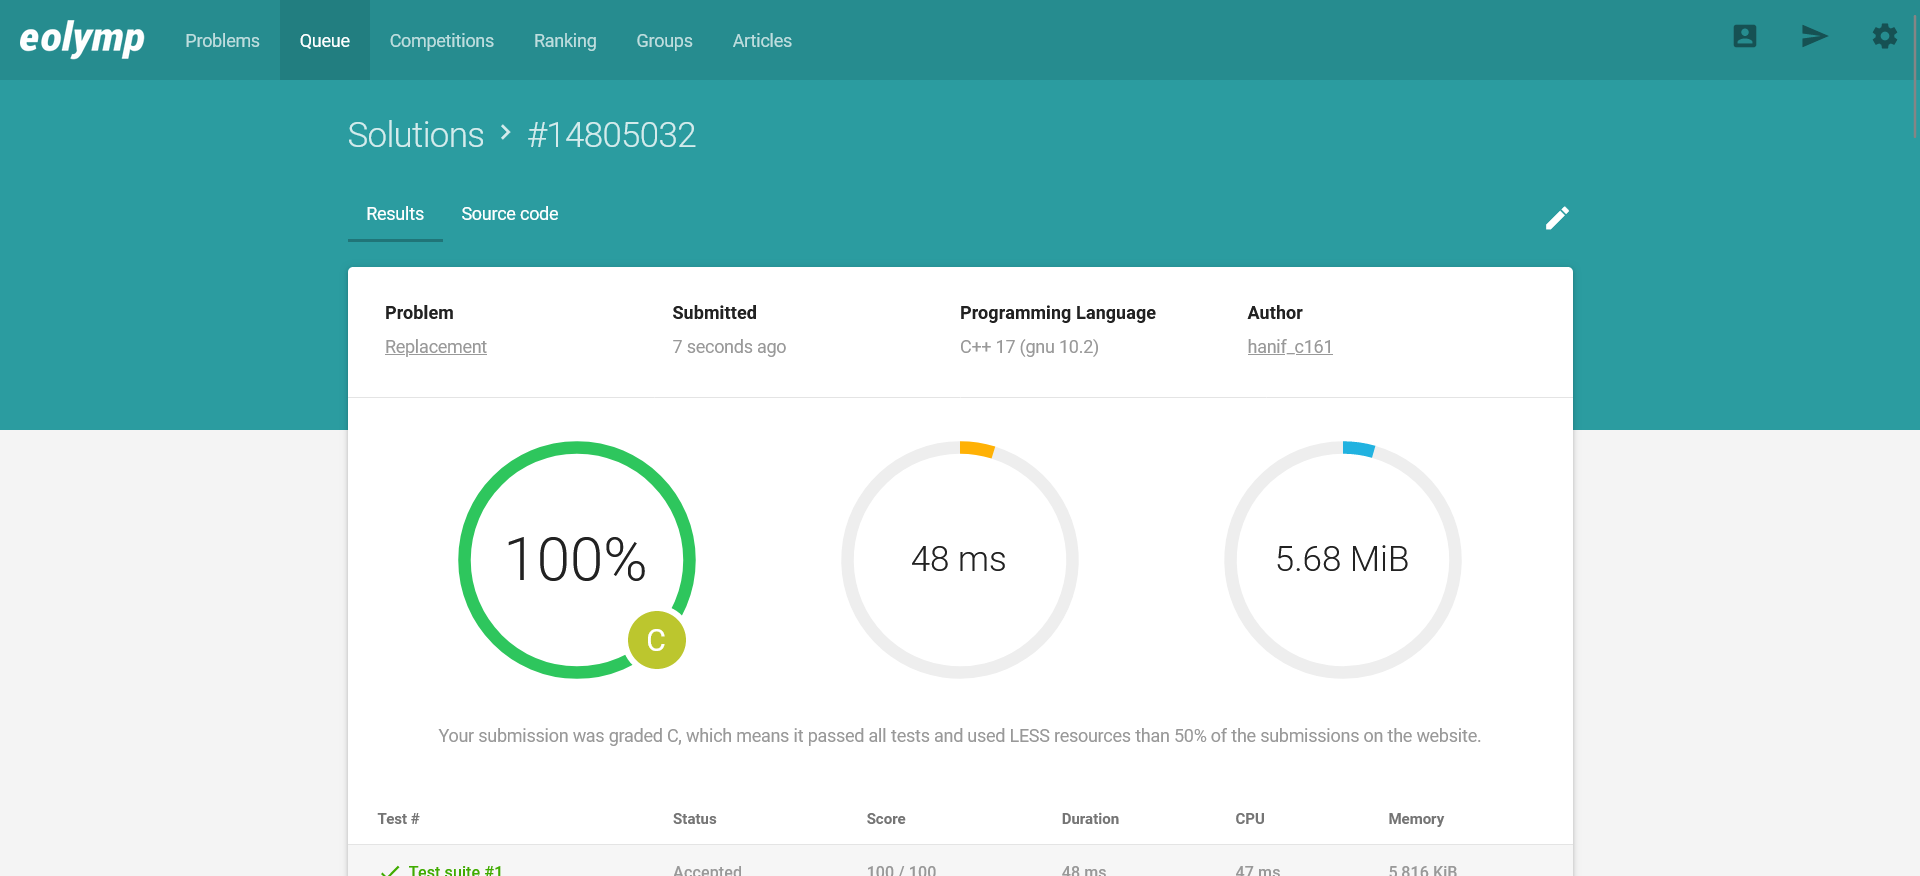 eolymp Problems Queue Competitions Ranking Groups Articles
Solutions #14805032
Results Source code
Problem Submitted Programming Language Author
Replacement 7 seconds ago C++ 17 (gnu 10.2) hanif_c161
100% 48 ms 5.68 MiB
C
Your submission was graded C, which means it passed all tests and used LESS resources than 50% of the submissions on the website.
Test # Status Score Duration CPU Memory
Test suite #1 Accepted 100 / 100 48 ms 47 ms 5,816 KiB